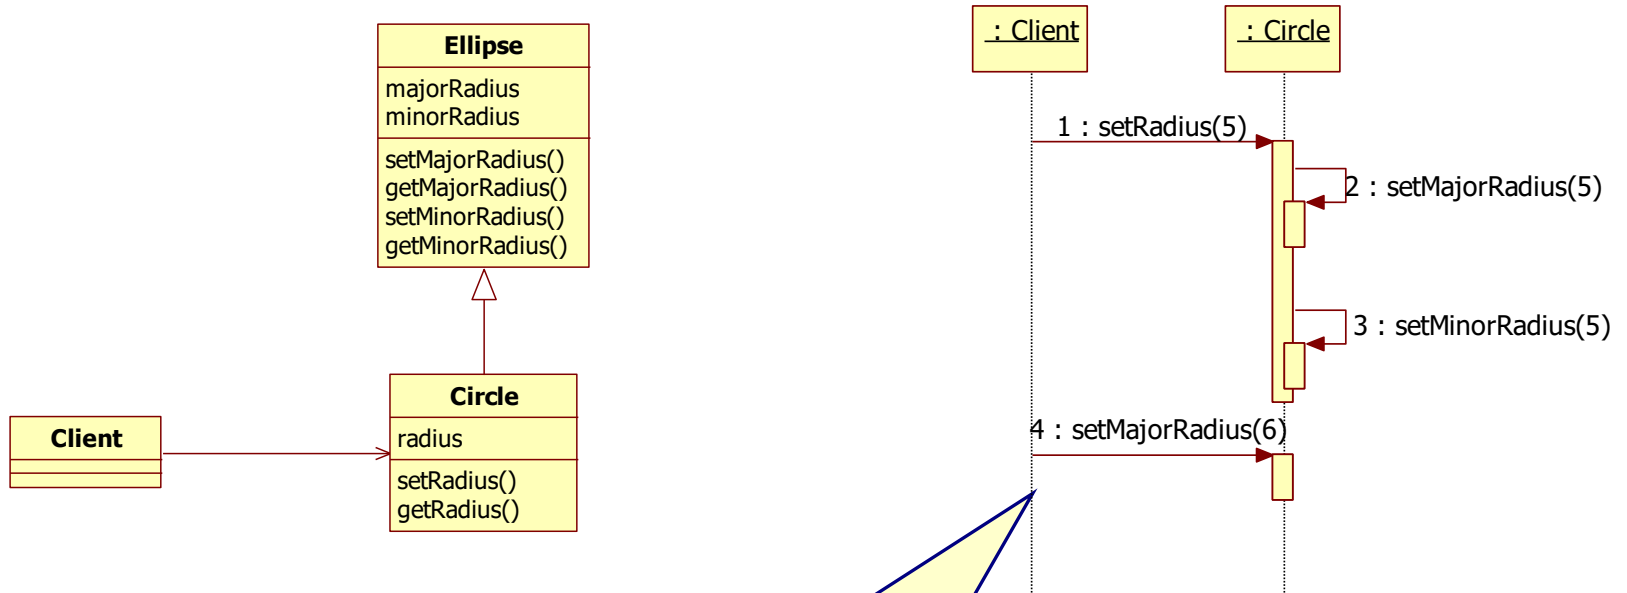 Ellipse
majorRadius
minorRadius
setMajorRadius()
getMajorRadius()
setMinorRadius()
getMinorRadius()
Circle
radius
setRadius()
getRadius()
Client
: Client
: Circle
1 : setRadius(5)
2 : setMajorRadius(5)
3 : setMinorRadius(5)
4 : setMajorRadius(6)